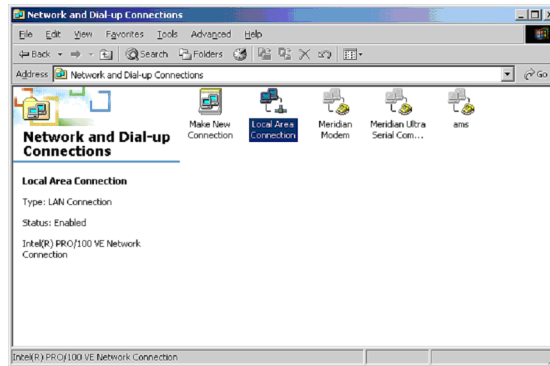 Network and Dial-up Connections
File Edit View Favorites Tools Advanced Help
Back Search Folders
Address Network and Dial-up Connections Go
Network and Dial-up
Connections
Local Area Connection
Type: LAN Connection
Status: Enabled
Intel(R) PRO/100 VE Network
Connection
Make New
Connection
Local Area
Connection
Meridian
Modem
Meridian Ultra
Serial Com...
ams
Intel(R) PRO/100 VE Network Connection